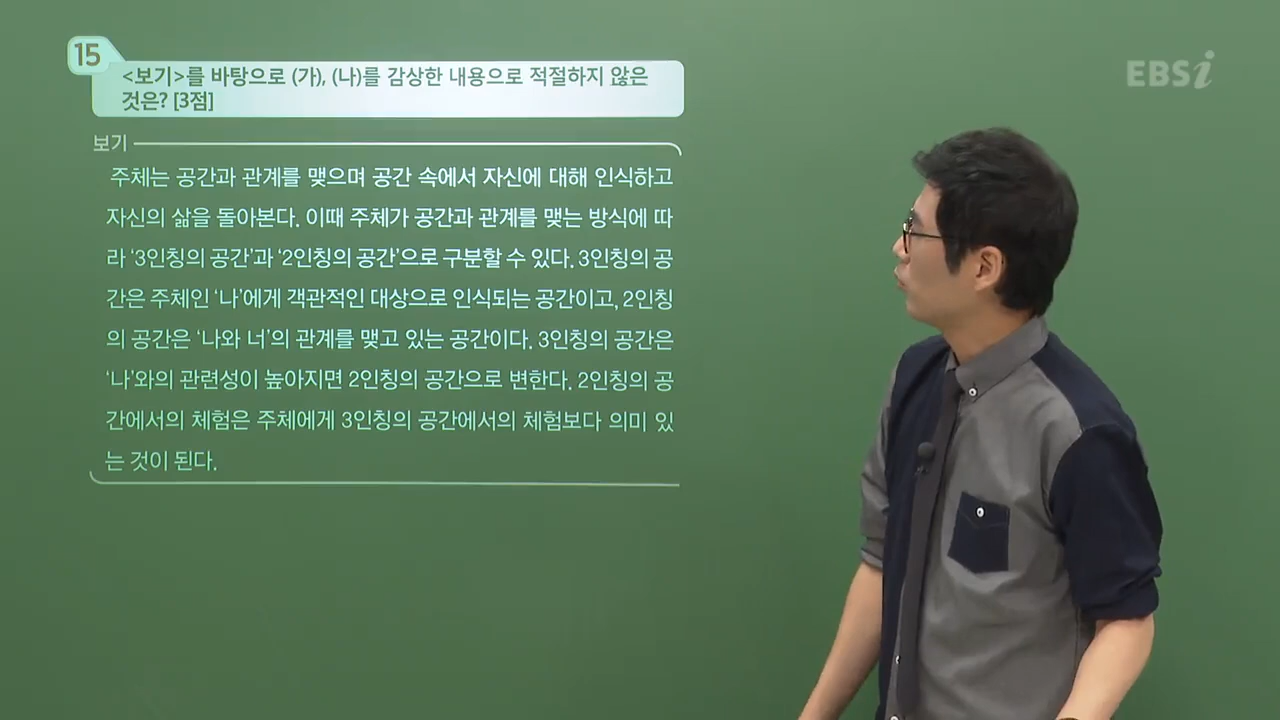 15
<보기>를 바탕으로 (가), (나)를 감상한 내용으로 적절하지 않은
것은? [3점]
EBSi
보기
주체는 공간과 관계를 맺으며 공간 속에서 자신에 대해 인식하고
자신의 삶을 돌아본다. 이때 주체가 공간과 관계를 맺는 방식에 따
라 '3인칭의 공간'과 '2인칭의 공간'으로 구분할 수 있다. 3인칭의 공
간은 주체인 '나'에게 객관적인 대상으로 인식되는 공간이고, 2인칭
의 공간은 '나와 너'의 관계를 맺고 있는 공간이다. 3인칭의 공간은
'나'와의 관련성이 높아지면 2인칭의 공간으로 변한다. 2인칭의 공
간에서의 체험은 주체에게 3인칭의 공간에서의 체험보다 의미 있
는 것이 된다.